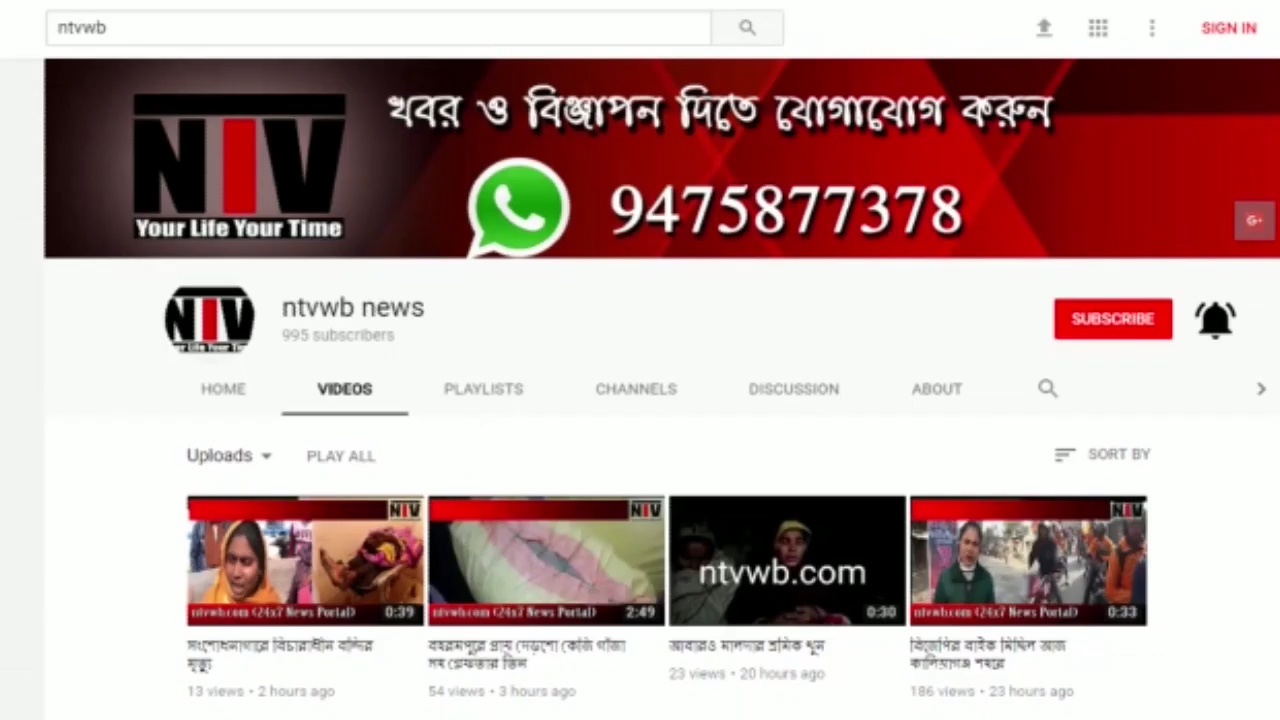 ntvwb
SIGN IN
খবর ও বিজ্ঞাপন দিতে যোগাযোগ করুন
NTV
Your Life Your Time
9475877378
G+
NTV
ntvwb news
995 subscribers
SUBSCRIBE
HOME VIDEOS PLAYLISTS CHANNELS DISCUSSION ABOUT
Uploads PLAY ALL SORT BY
NTV NTV NTV
ntvwb.com
ntvwb.com (24x7 News Portal) 0:39 ntvwb.com (24x7 News Portal) 2:49 0:30 ntvwb.com (24x7 News Portal) 0:33
সংশোধনাগারে বিচারাধীন বন্দির
মৃত্যু
13 views • 2 hours ago
বহরমপুরে প্রায় দেড়শো কেজি গাঁজা
সহ গ্রেফতার তিন
54 views • 3 hours ago
আবারও মালদার শ্রমিক খুন
23 views • 20 hours ago
বিজেপির বাইক মিছিল আজ
কালিয়াগঞ্জ শহরে
186 views • 23 hours ago